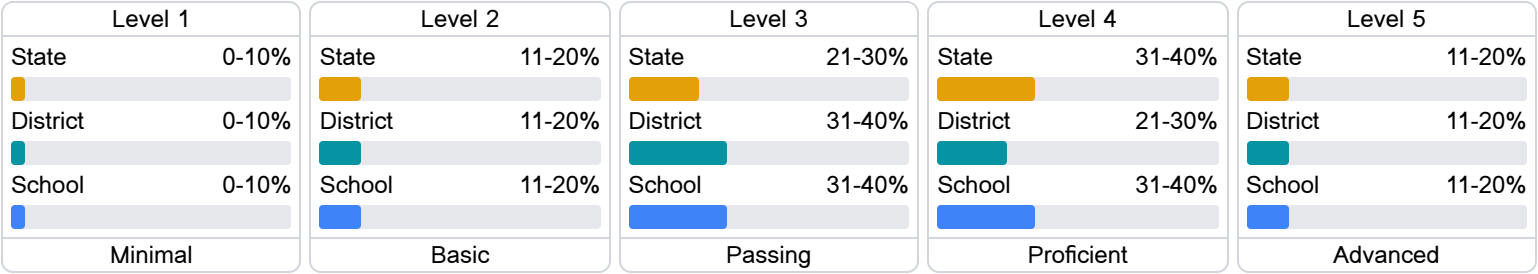 Level 1
State 0-10%
District 0-10%
School 0-10%
Minimal
Level 2
State 11-20%
District 11-20%
School 11-20%
Basic
Level 3
State 21-30%
District 31-40%
School 31-40%
Passing
Level 4
State 31-40%
District 21-30%
School 31-40%
Proficient
Level 5
State 11-20%
District 11-20%
School 11-20%
Advanced